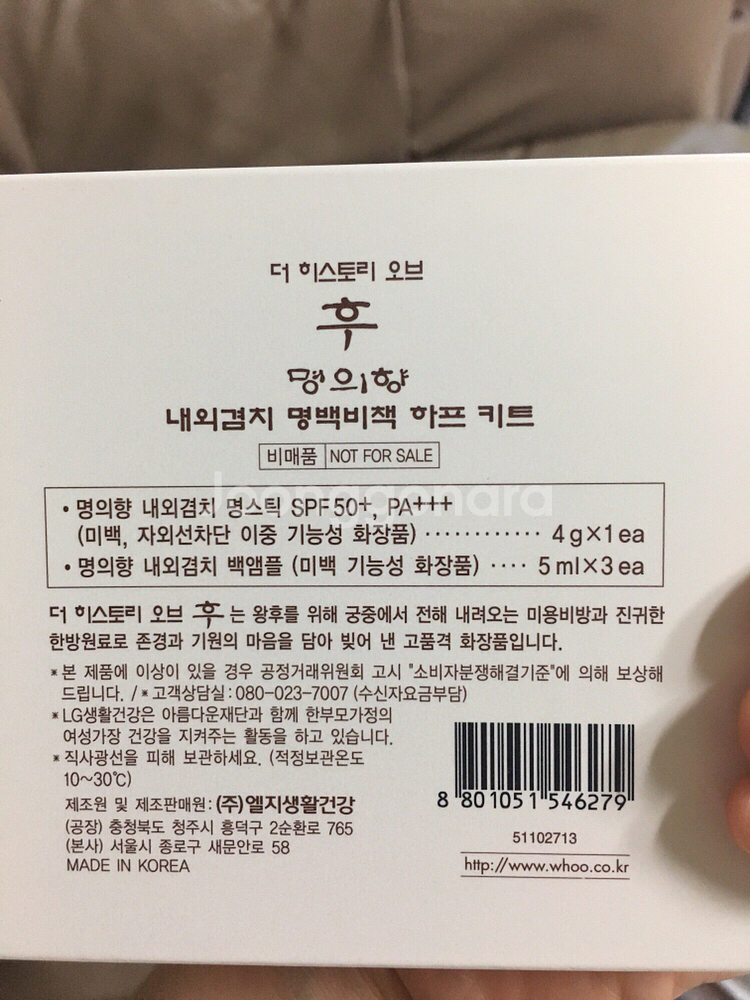 더 히스토리 오브
후
명의향
내외겸치 명백비책 하프 키트
비매품 NOT FOR SALE
joonggonara
• 명의향 내외겸치 명스틱 SPF50+, PA+++
(미백, 자외선차단 이중 기능성 화장품) ············ 4g×1ea
• 명의향 내외겸치 백앰플 (미백 기능성 화장품) ···· 5ml×3ea
더 히스토리 오브 후는 왕후를 위해 궁중에서 전해 내려오는 미용비방과 진귀한
한방원료로 존경과 기원의 마음을 담아 빚어 낸 고품격 화장품입니다.
※본 제품에 이상이 있을 경우 공정거래위원회 고시 "소비자분쟁해결기준"에 의해 보상해
드립니다. /※고객상담실:080-023-7007 (수신자요금부담)
※LG생활건강은 아름다운재단과 함께 한부모가정의
여성가장 건강을 지켜주는 활동을 하고 있습니다.
※직사광선을 피해 보관하세요. (적정보관온도
10~30℃)
제조원 및 제조판매원:(주)엘지생활건강
(공장) 충청북도 청주시 흥덕구 2순환로 765
(본사) 서울시 종로구 새문안로 58
MADE IN KOREA
8 801051 546279
51102713
http://www.whoo.co.kr